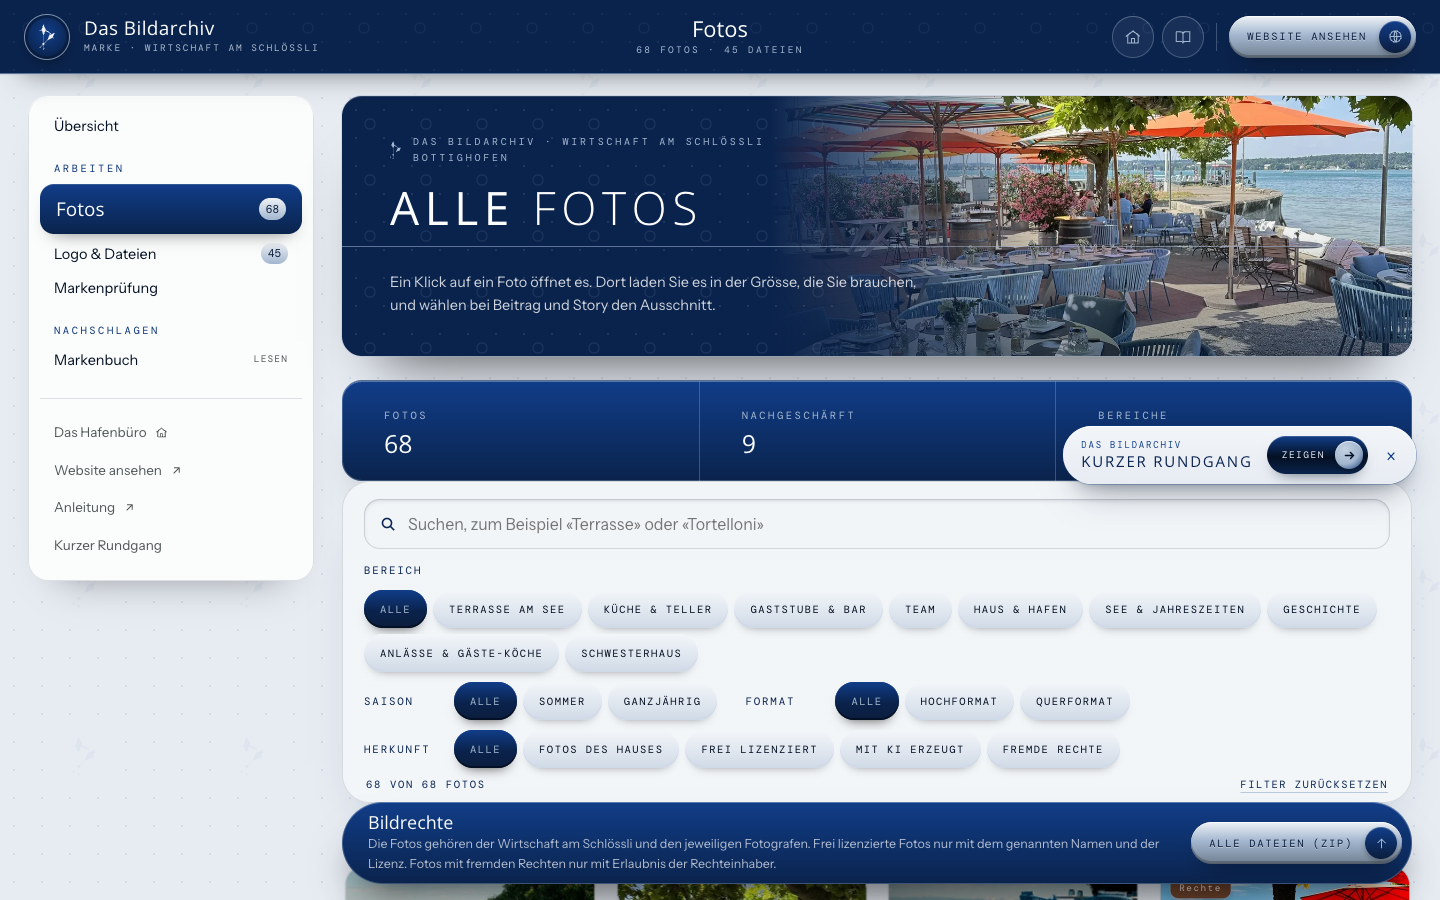 Das Bildarchiv
MARKE · WIRTSCHAFT AM SCHLÖSSLI
Fotos
68 FOTOS · 45 DATEIEN
WEBSITE ANSEHEN
Übersicht
ARBEITEN
Fotos
68
Logo & Dateien
45
Markenprüfung
NACHSCHLAGEN
Markenbuch
LESEN
Das Hafenbüro
Website ansehen
Anleitung
Kurzer Rundgang
DAS BILDARCHIV · WIRTSCHAFT AM SCHLÖSSLI
BOTTIGHOFEN
ALLE FOTOS
Ein Klick auf ein Foto öffnet es. Dort laden Sie es in der Grösse, die Sie brauchen,
und wählen bei Beitrag und Story den Ausschnitt.
FOTOS
68
NACHGESCHÄRFT
9
BEREICHE
DAS BILDARCHIV
KURZER RUNDGANG
ZEIGEN
Suchen, zum Beispiel «Terrasse» oder «Tortelloni»
BEREICH
ALLE
TERRASSE AM SEE
KÜCHE & TELLER
GASTSTUBE & BAR
TEAM
HAUS & HAFEN
SEE & JAHRESZEITEN
GESCHICHTE
ANLÄSSE & GÄSTE-KÖCHE
SCHWESTERHAUS
SAISON
ALLE
SOMMER
GANZJÄHRIG
FORMAT
ALLE
HOCHFORMAT
QUERFORMAT
HERKUNFT
ALLE
FOTOS DES HAUSES
FREI LIZENZIERT
MIT KI ERZEUGT
FREMDE RECHTE
68 VON 68 FOTOS
FILTER ZURÜCKSETZEN
Bildrechte
Die Fotos gehören der Wirtschaft am Schlössli und den jeweiligen Fotografen. Frei lizenzierte Fotos nur mit dem genannten Namen und der
Lizenz. Fotos mit fremden Rechten nur mit Erlaubnis der Rechteinhaber.
ALLE DATEIEN (ZIP)
Rechte